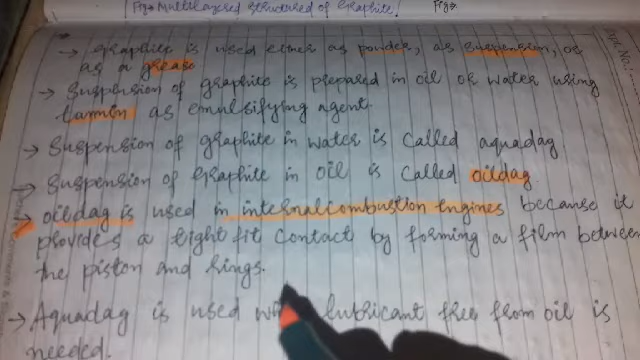 Fig:- Multilayered structured of Graphite! Fig:-
→ graphite is used either as powder, as suspension, or
as a grease
→ Suspension of graphite is prepared in oil or water using
tannin as emulsifying agent.
→ Suspension of graphite in water is called aquadag
→ Suspension of Graphite in oil is called oildag.
→ oildag is used in internal combustion engines because it
provides a tight fit contact by forming a film between
the piston and rings.
→ Aquadag is used lubricant free from oil is
needed.